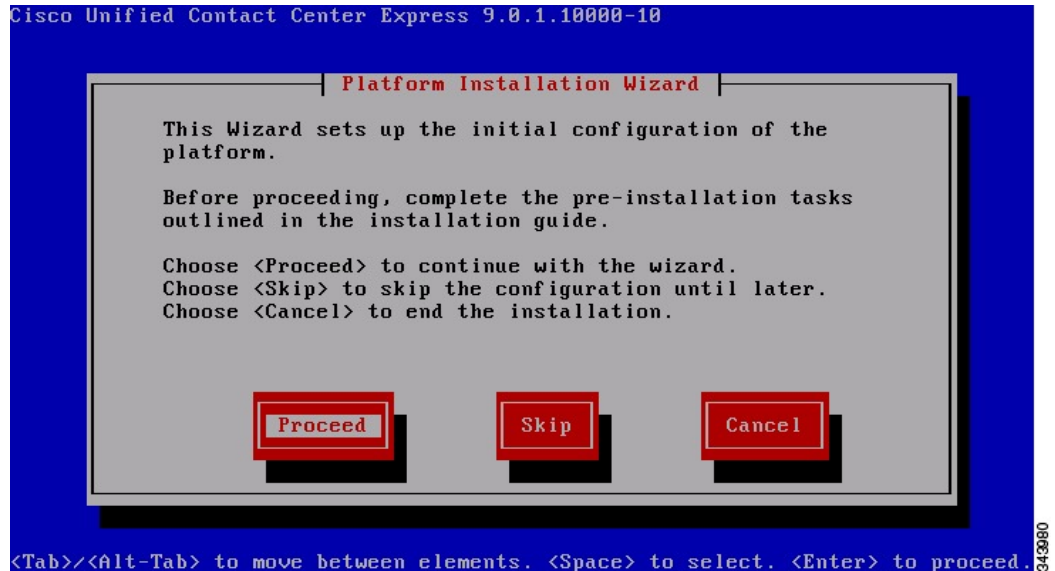 Cisco Unified Contact Center Express 9.0.1.10000-10
Platform Installation Wizard
This Wizard sets up the initial configuration of the
platform.
Before proceeding, complete the pre-installation tasks
outlined in the installation guide.
Choose <Proceed> to continue with the wizard.
Choose <Skip> to skip the configuration until later.
Choose <Cancel> to end the installation.
Proceed
Skip
Cancel
<Tab>/<Alt-Tab> to move between elements. <Space> to select. <Enter> to proceed.
343980